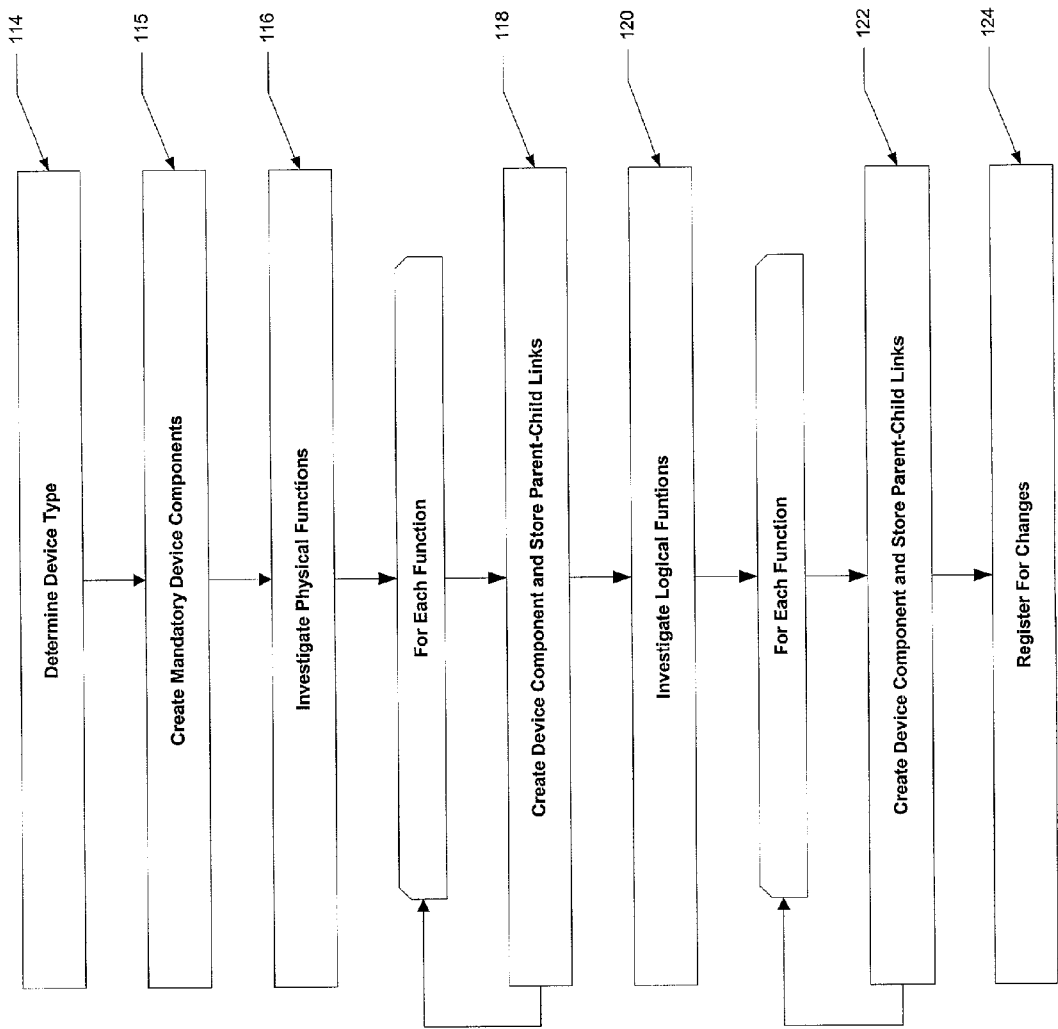 Determine Device Type
114
Create Mandatory Device Components
115
Investigate Physical Functions
116
For Each Function
Create Device Component and Store Parent-Child Links
118
Investigate Logical Funtions
120
For Each Function
Create Device Component and Store Parent-Child Links
122
Register For Changes
124